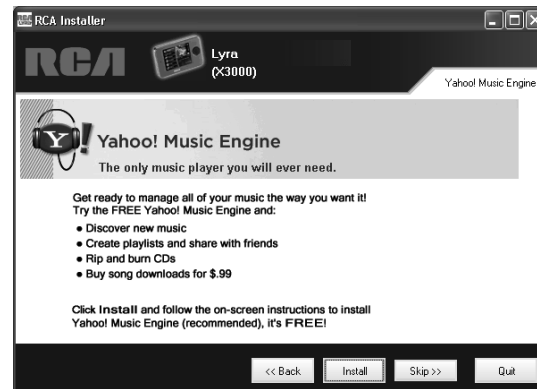 RCA Installer
RCA
Lyra
(X3000)
Yahoo! Music Engine
Y!
Yahoo! Music Engine
The only music player you will ever need.
Get ready to manage all of your music the way you want it!
Try the FREE Yahoo! Music Engine and:
• Discover new music
• Create playlists and share with friends
• Rip and burn CDs
• Buy song downloads for $.99
Click Install and follow the on-screen instructions to install
Yahoo! Music Engine (recommended), it's FREE!
<< Back
Install
Skip >>
Quit